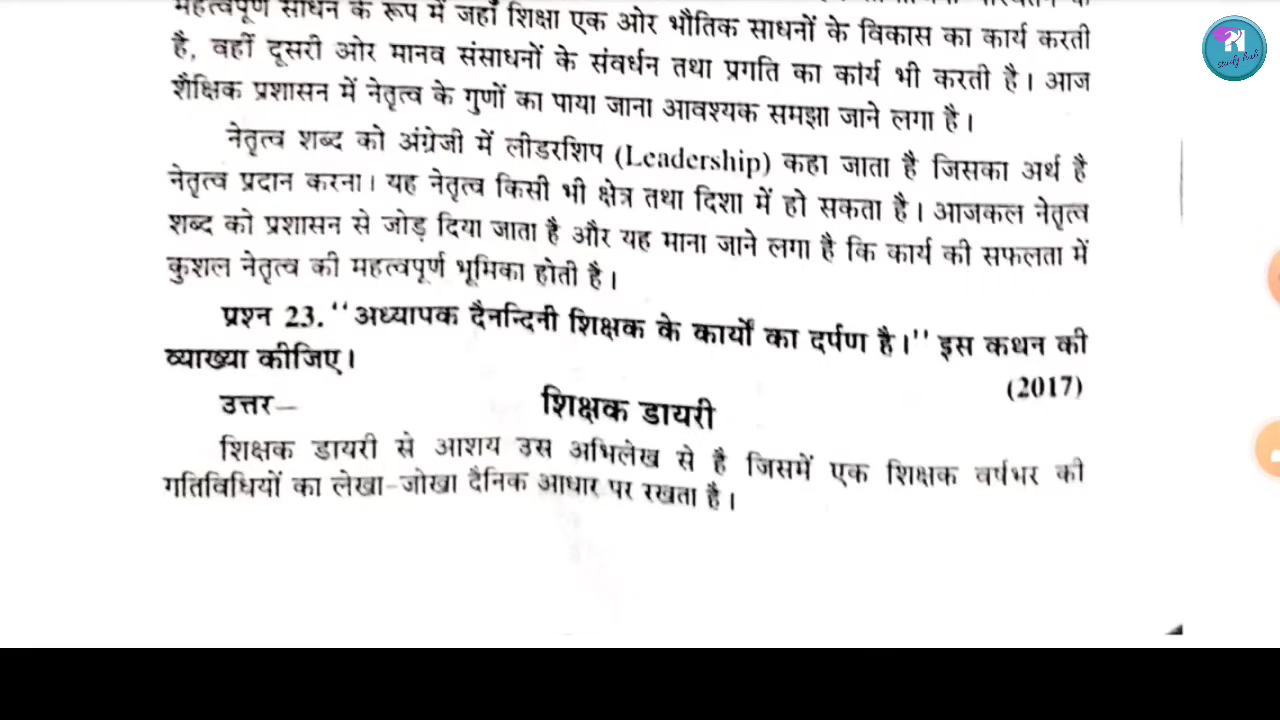 महत्वपूर्ण साधन के रूप में जहाँ शिक्षा एक ओर भौतिक साधनों के विकास का कार्य करती
है, वहीं दूसरी ओर मानव संसाधनों के संवर्धन तथा प्रगति का कार्य भी करती है। आज
शैक्षिक प्रशासन में नेतृत्व के गुणों का पाया जाना आवश्यक समझा जाने लगा है।
नेतृत्व शब्द को अंग्रेजी में लीडरशिप (Leadership) कहा जाता है जिसका अर्थ है
नेतृत्व प्रदान करना। यह नेतृत्व किसी भी क्षेत्र तथा दिशा में हो सकता है। आजकल नेतृत्व
शब्द को प्रशासन से जोड़ दिया जाता है और यह माना जाने लगा है कि कार्य की सफलता में
कुशल नेतृत्व की महत्वपूर्ण भूमिका होती है।
प्रश्न 23. ''अध्यापक दैनन्दिनी शिक्षक के कार्यों का दर्पण है।'' इस कथन की
व्याख्या कीजिए।
(2017)
उत्तर— शिक्षक डायरी
शिक्षक डायरी से आशय उस अभिलेख से है जिसमें एक शिक्षक वर्षभर की
गतिविधियों का लेखा-जोखा दैनिक आधार पर रखता है।
Study Hub